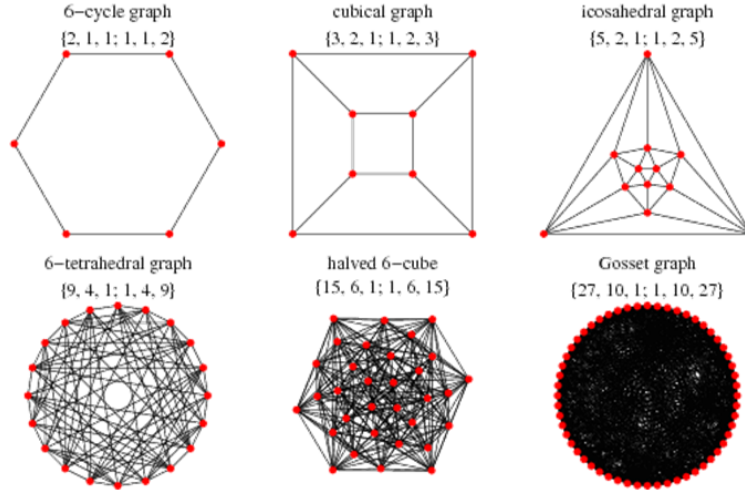 6−cycle graph
{2, 1, 1; 1, 1, 2}
cubical graph
{3, 2, 1; 1, 2, 3}
icosahedral graph
{5, 2, 1; 1, 2, 5}
6−tetrahedral graph
{9, 4, 1; 1, 4, 9}
halved 6−cube
{15, 6, 1; 1, 6, 15}
Gosset graph
{27, 10, 1; 1, 10, 27}